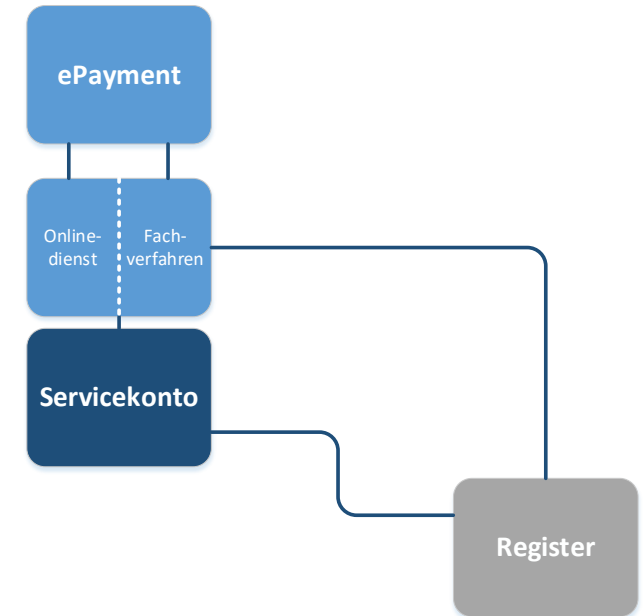 ePayment
Online-
dienst
Fach-
verfahren
Servicekonto
Register